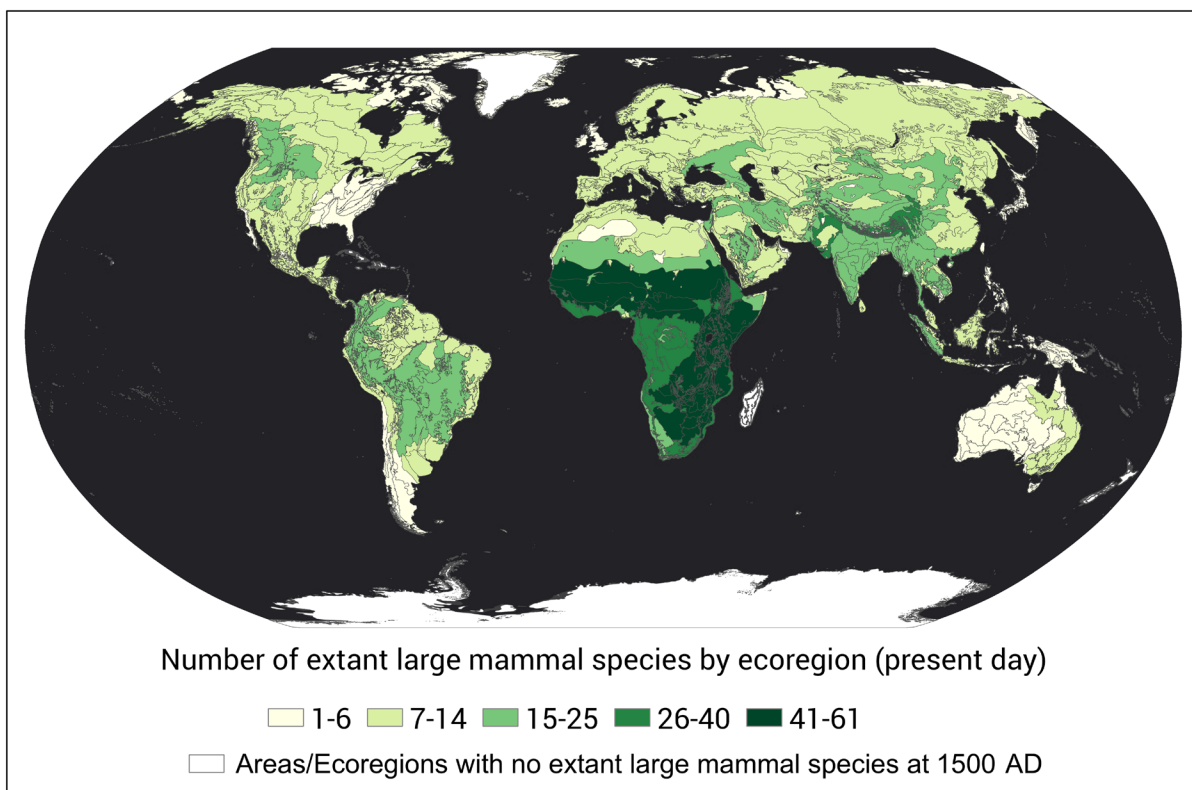 Number of extant large mammal species by ecoregion (present day)
1-6 7-14 15-25 26-40 41-61
Areas/Ecoregions with no extant large mammal species at 1500 AD